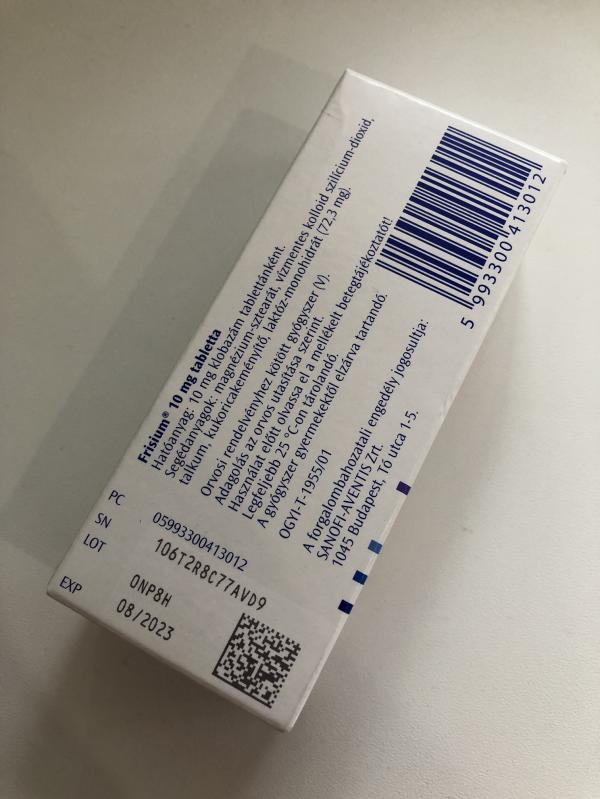 Frisium® 10 mg tabletta
Hatóanyag: 10 mg klobazám tablettánként.
Segédanyagok: magnézium-sztearát, vízmentes kolloid szilícium-dioxid,
talkum, kukoricakeményítő, laktóz-monohidrát (72,3 mg).
Orvosi rendelvényhez kötött gyógyszer (V).
Adagolás az orvos utasítása szerint.
Használat előtt olvassa el a mellékelt betegtájékoztatót!
Legfeljebb 25 °C-on tárolandó.
A gyógyszer gyermekektől elzárva tartandó.
OGYI-T-1955/01
A forgalombahozatali engedély jogosultja:
SANOFI-AVENTIS Zrt.
1045 Budapest, Tó utca 1-5.
5 993300 413012
PC 05993300413012
SN 106T2R8C77AVD9
LOT 0NP8H
EXP 08/2023